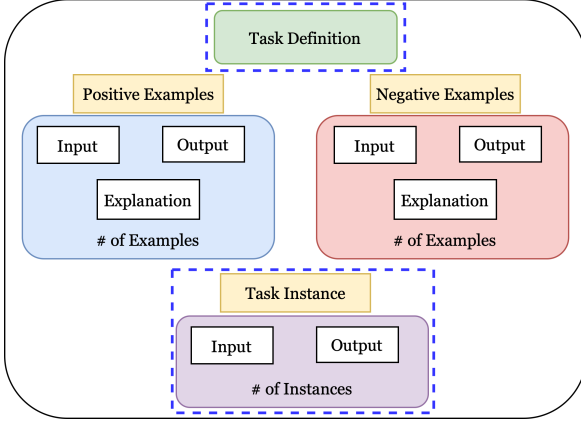 Task Definition
Positive Examples
Negative Examples
Input
Output
Explanation
# of Examples
Input
Output
Explanation
# of Examples
Task Instance
Input
Output
# of Instances